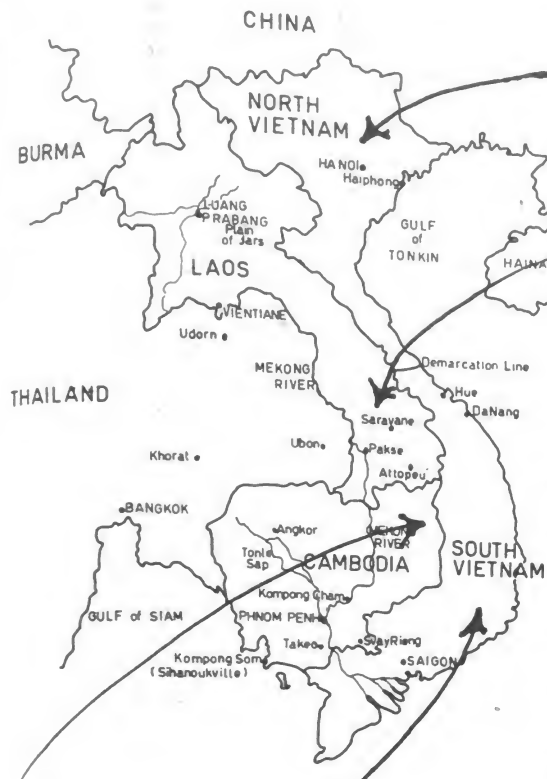 CHINA
NORTH
VIETNAM
BURMA
HANOI
Haiphong
LUANG
PRABANG
Plain
of Jars
GULF
of
TONKIN
HAINA
LAOS
VIENTIANE
Udorn
MEKONG
RIVER
Demarcation Line
THAILAND
Hue
DaNang
Saravane
Ubon
Pakse
Khorat
Attopeu
BANGKOK
Angkor
MEKONG
RIVER
Tonle
Sap
CAMBODIA
SOUTH
VIETNAM
Kompong Cham
GULF of SIAM
PHNOM PENH
Takeo
SvayRieng
Kompong Som
(Sihanoukville)
SAIGON